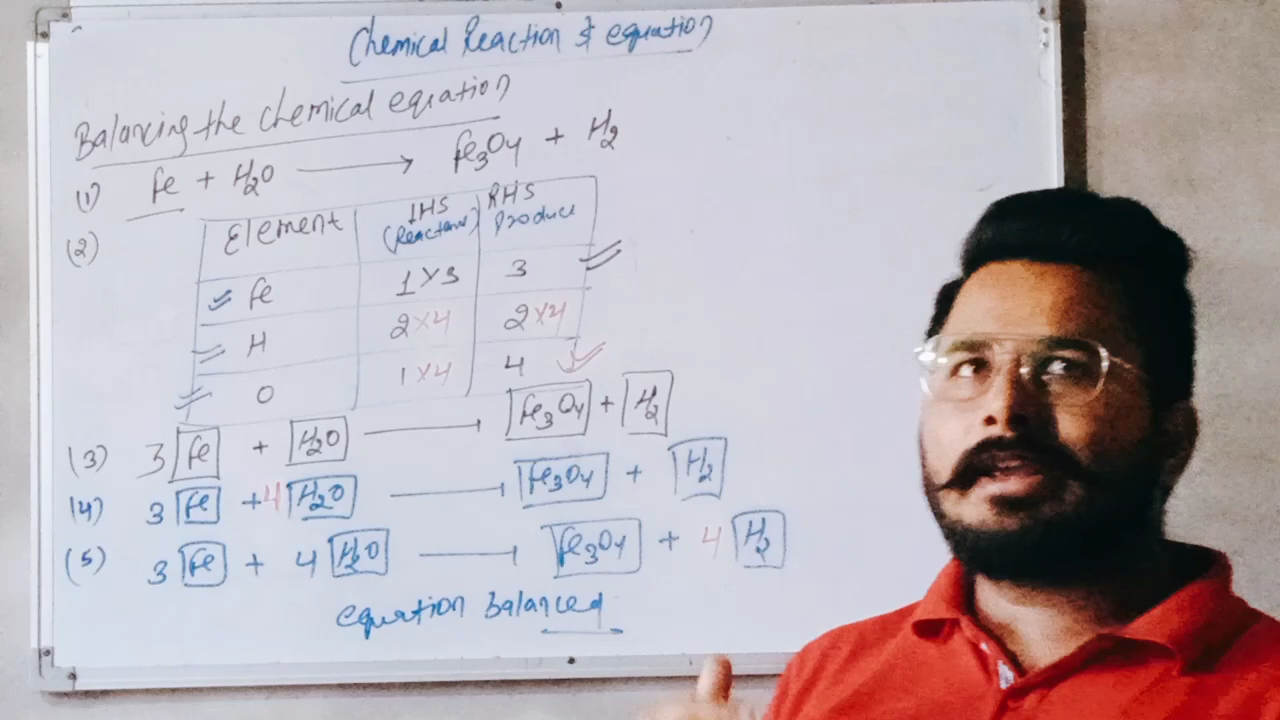 Chemical Reaction & equation
Balancing the chemical equation
(1) Fe + H2O → Fe3O4 + H2
(2)
Element LHS (Reactant) RHS Produce
Fe 1×3 3
H 2×4 2×4
O 1×4 4
(3) 3 Fe + H2O → Fe3O4 + H2
(4) 3 Fe + 4 H2O → Fe3O4 + H2
(5) 3 Fe + 4 H2O → Fe3O4 + 4 H2
equation balanced